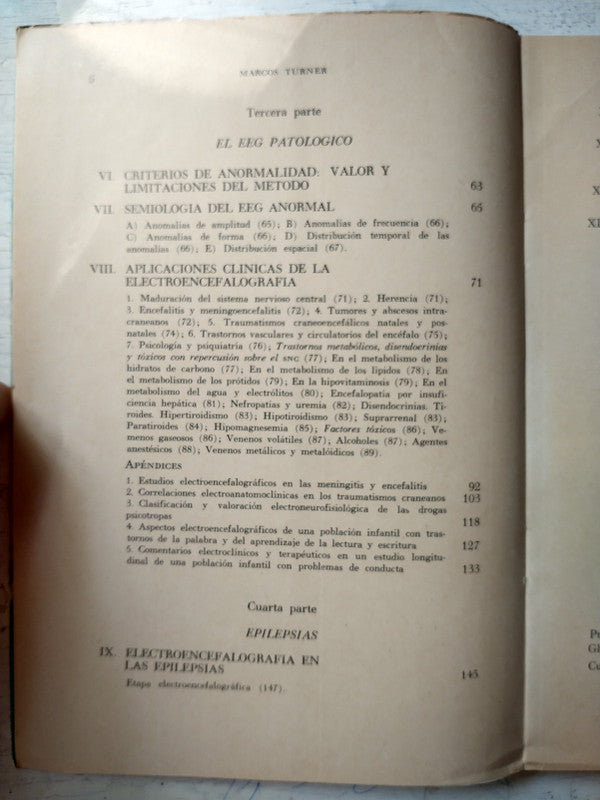 6
MARCOS TURNER
Tercera parte
EL EEG PATOLOGICO
VI. CRITERIOS DE ANORMALIDAD: VALOR Y
LIMITACIONES DEL METODO 63
VII. SEMIOLOGIA DEL EEG ANORMAL 65
A) Anomalías de amplitud (65); B) Anomalías de frecuencia (66);
C) Anomalías de forma (66); D) Distribución temporal de las
anomalías (66); E) Distribución espacial (67).
VIII. APLICACIONES CLINICAS DE LA
ELECTROENCEFALOGRAFIA 71
1. Maduración del sistema nervioso central (71); 2. Herencia (71);
3. Encefalitis y meningoencefalitis (72); 4. Tumores y abscesos intra-
craneanos (72); 5. Traumatismos craneoencefálicos natales y pos-
natales (74); 6. Trastornos vasculares y circulatorios del encéfalo (75);
7. Psicología y psiquiatría (76); Trastornos metabólicos, disendocrinias
y tóxicos con repercusión sobre el SNC (77); En el metabolismo de los
hidratos de carbono (77); En el metabolismo de los lípidos (78); En
el metabolismo de los prótidos (79); En la hipovitaminosis (79); En el
metabolismo del agua y electrólitos (80); Encefalopatía por insufi-
ciencia hepática (81); Nefropatías y uremia (82); Disendocrinias. Ti-
roides. Hipertiroidismo (83); Hipotiroidismo (83); Suprarrenal (83);
Paratiroides (84); Hipomagnesemia (85); Factores tóxicos (86); Ve-
nenos gaseosos (86); Venenos volátiles (87); Alcoholes (87); Agentes
anestésicos (88); Venenos metálicos y metalóidicos (89).
APÉNDICES
1. Estudios electroencefalográficos en las meningitis y encefalitis 92
2. Correlaciones electroanatomoclínicas en los traumatismos craneanos 103
3. Clasificación y valoración electroneurofisiológica de las drogas
psicotropas 118
4. Aspectos electroencefalográficos de una población infantil con tras-
tornos de la palabra y del aprendizaje de la lectura y escritura 127
5. Comentarios electroclínicos y terapéuticos en un estudio longitu-
dinal de una población infantil con problemas de conducta 133
Cuarta parte
EPILEPSIAS
IX. ELECTROENCEFALOGRAFIA EN
LAS EPILEPSIAS 145
Etapa electroencefalográfica (147).